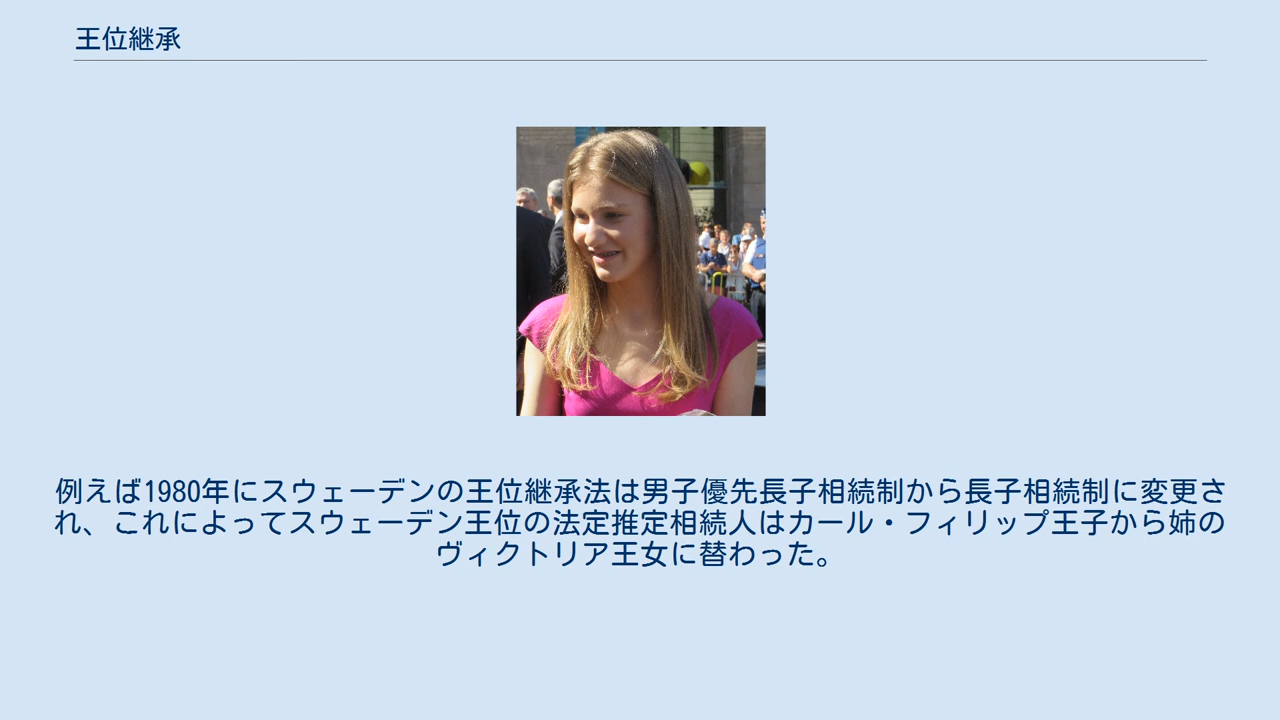 王位継承
例えば1980年にスウェーデンの王位継承法は男子優先長子相続制から長子相続制に変更さ
れ、これによってスウェーデン王位の法定推定相続人はカール・フィリップ王子から姉の
ヴィクトリア王女に替わった。